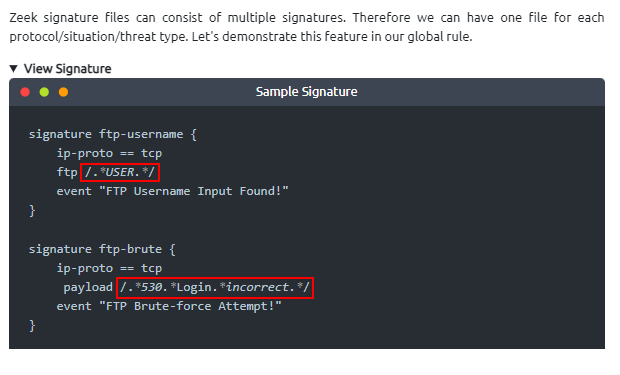 Zeek signature files can consist of multiple signatures. Therefore we can have one file for each
protocol/situation/threat type. Let's demonstrate this feature in our global rule.
▼ View Signature
Sample Signature
signature ftp-username {
    ip-proto == tcp
    ftp /.*USER.*/
    event "FTP Username Input Found!"
}
signature ftp-brute {
    ip-proto == tcp
     payload /.*530.*Login.*incorrect.*/
    event "FTP Brute-force Attempt!"
}